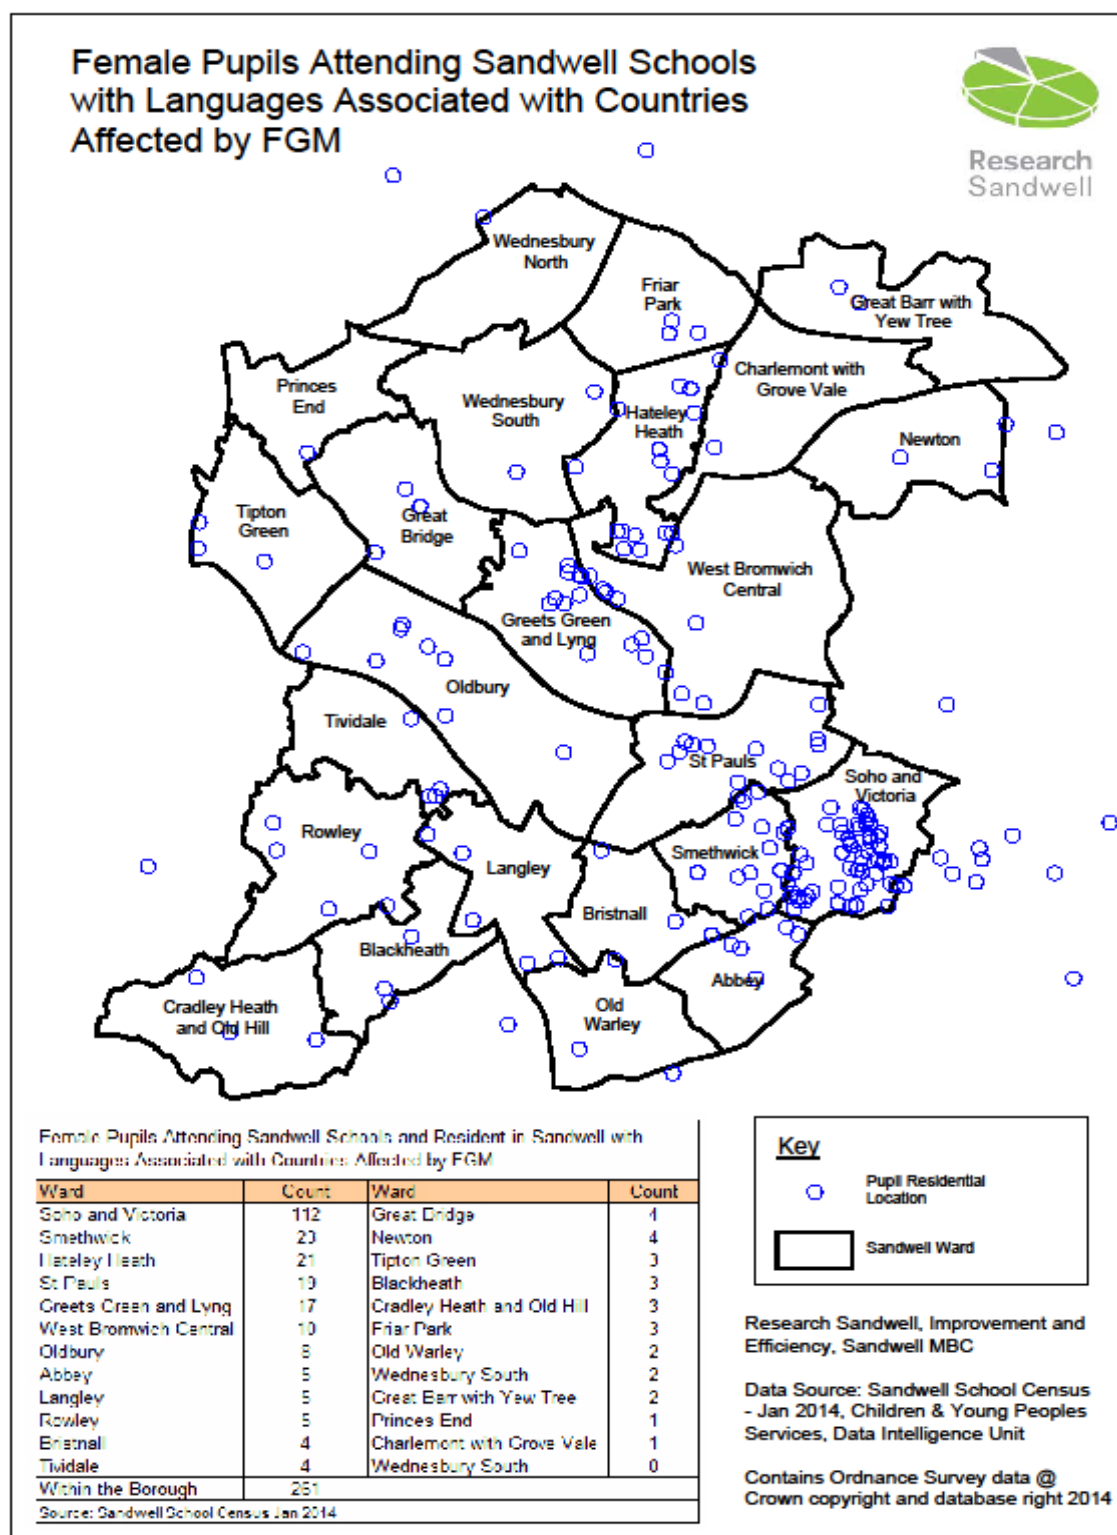 Female Pupils Attending Sandwell Schools
with Languages Associated with Countries
Affected by FGM
Research
Sandwell
Wednesbury
North
Friar
Park
Great Barr with
Yew Tree
Princes
End
Wednesbury
South
Charlemont with
Grove Vale
Hateley
Heath
Newton
Tipton
Green
Great
Bridge
West Bromwich
Central
Greets Green
and Lyng
Oldbury
Tividale
St Pauls
Soho and
Victoria
Rowley
Smethwick
Langley
Bristnall
Blackheath
Abbey
Cradley Heath
and Old Hill
Old
Warley
Female Pupils Attending Sandwell Schools and Resident in Sandwell with
Languages Associated with Countries Affected by FGM
Ward Count Ward Count
Soho and Victoria 112 Great Bridge 4
Smethwick Newton 4
Hateley Heath 21 Tipton Green 3
St Pauls 19 Blackheath 3
Greets Green and Lyng 17 Cradley Heath and Old Hill 3
West Bromwich Central 10 Friar Park 3
Oldbury Old Warley 2
Abbey 5 Wednesbury South 2
Langley 5 Great Barr with Yew Tree 2
Rowley 5 Princes End 1
Bristnall 4 Charlemont with Grove Vale 1
Tividale 4 Wednesbury South 0
Within the Borough 261
Source: Sandwell School Census Jan 2014
Key
Pupil Residential
Location
Sandwell Ward
Research Sandwell, Improvement and
Efficiency, Sandwell MBC
Data Source: Sandwell School Census
- Jan 2014, Children & Young Peoples
Services, Data Intelligence Unit
Contains Ordnance Survey data @
Crown copyright and database right 2014